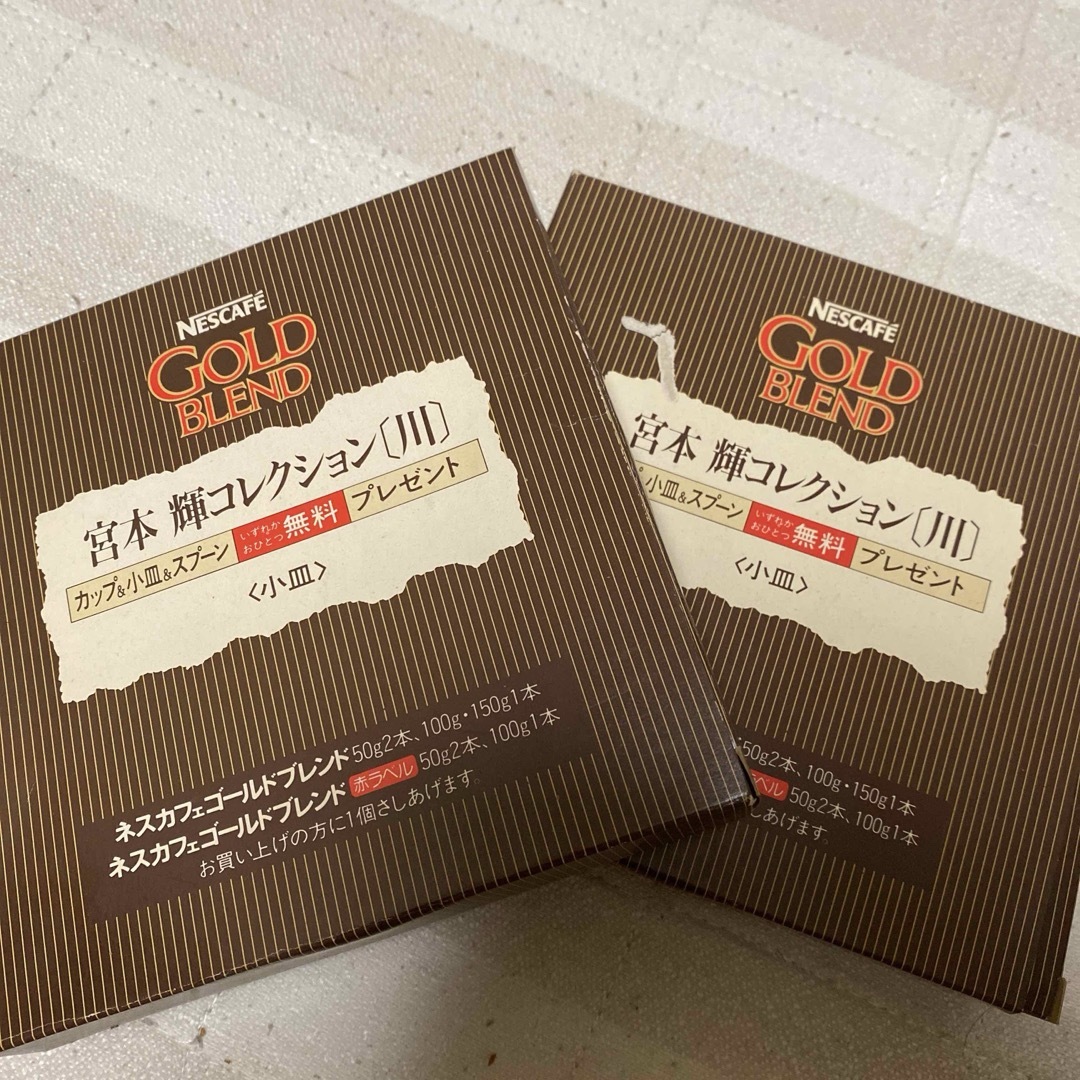 NESCAFÉ
GOLD
BLEND
宮本 輝コレクション〔川〕
カップ&小皿&スプーン いずれか おひとつ 無料 プレゼント
〈小皿〉
ネスカフェゴールドブレンド 50g2本、100g・150g1本
ネスカフェゴールドブレンド 赤ラベル 50g2本、100g1本
お買い上げの方に1個さしあげます。
NESCAFÉ
GOLD
BLEND
宮本 輝コレクション〔川〕
小皿&スプーン いずれか おひとつ 無料 プレゼント
〈小皿〉
50g2本、100g・150g1本
ベル 50g2本、100g1本
しあげます。